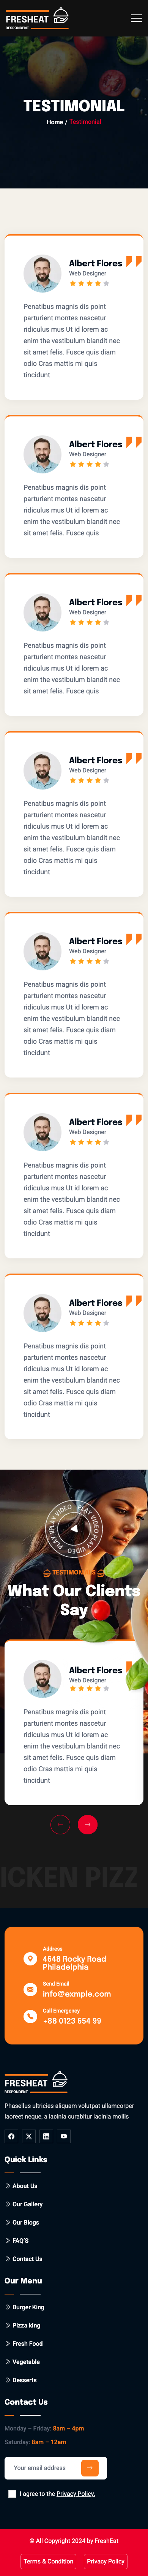 FRESHEAT
RESPONDENT
TESTIMONIAL
Home / Testimonial
Albert Flores
Web Designer
Penatibus magnis dis point
parturient montes nascetur
ridiculus mus Ut id lorem ac
enim the vestibulum blandit nec
sit amet felis. Fusce quis diam
odio Cras mattis mi quis
tincidunt
Albert Flores
Web Designer
Penatibus magnis dis point
parturient montes nascetur
ridiculus mus Ut id lorem ac
enim the vestibulum blandit nec
sit amet felis. Fusce quis
Albert Flores
Web Designer
Penatibus magnis dis point
parturient montes nascetur
ridiculus mus Ut id lorem ac
enim the vestibulum blandit nec
sit amet felis. Fusce quis
Albert Flores
Web Designer
Penatibus magnis dis point
parturient montes nascetur
ridiculus mus Ut id lorem ac
enim the vestibulum blandit nec
sit amet felis. Fusce quis diam
odio Cras mattis mi quis
tincidunt
Albert Flores
Web Designer
Penatibus magnis dis point
parturient montes nascetur
ridiculus mus Ut id lorem ac
enim the vestibulum blandit nec
sit amet felis. Fusce quis diam
odio Cras mattis mi quis
tincidunt
Albert Flores
Web Designer
Penatibus magnis dis point
parturient montes nascetur
ridiculus mus Ut id lorem ac
enim the vestibulum blandit nec
sit amet felis. Fusce quis diam
odio Cras mattis mi quis
tincidunt
Albert Flores
Web Designer
Penatibus magnis dis point
parturient montes nascetur
ridiculus mus Ut id lorem ac
enim the vestibulum blandit nec
sit amet felis. Fusce quis diam
odio Cras mattis mi quis
tincidunt
PLAY VIDEO PLAY VIDEO PLAY VIDEO
TESTIMONIALS
What Our Clients
Say
Albert Flores
Web Designer
Penatibus magnis dis point
parturient montes nascetur
ridiculus mus Ut id lorem ac
enim the vestibulum blandit nec
sit amet felis. Fusce quis diam
odio Cras mattis mi quis
tincidunt
ICKEN PIZZ
Address
4648 Rocky Road
Philadelphia
Send Email
info@exmple.com
Call Emergency
+88 0123 654 99
FRESHEAT
RESPONDENT
Phasellus ultricies aliquam volutpat ullamcorper
laoreet neque, a lacinia curabitur lacinia mollis
Quick Links
About Us
Our Gallery
Our Blogs
FAQ'S
Contact Us
Our Menu
Burger King
Pizza king
Fresh Food
Vegetable
Desserts
Contact Us
Monday – Friday: 8am – 4pm
Saturday: 8am – 12am
Your email address
I agree to the Privacy Policy.
© All Copyright 2024 by FreshEat
Terms & Condition
Privacy Policy